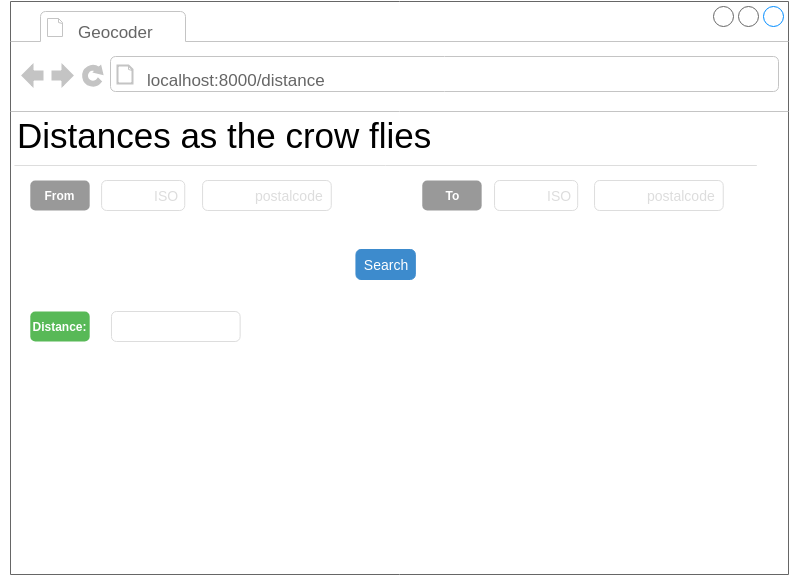 Geocoder
localhost:8000/distance
Distances as the crow flies
From ISO postalcode To ISO postalcode
Search
Distance: